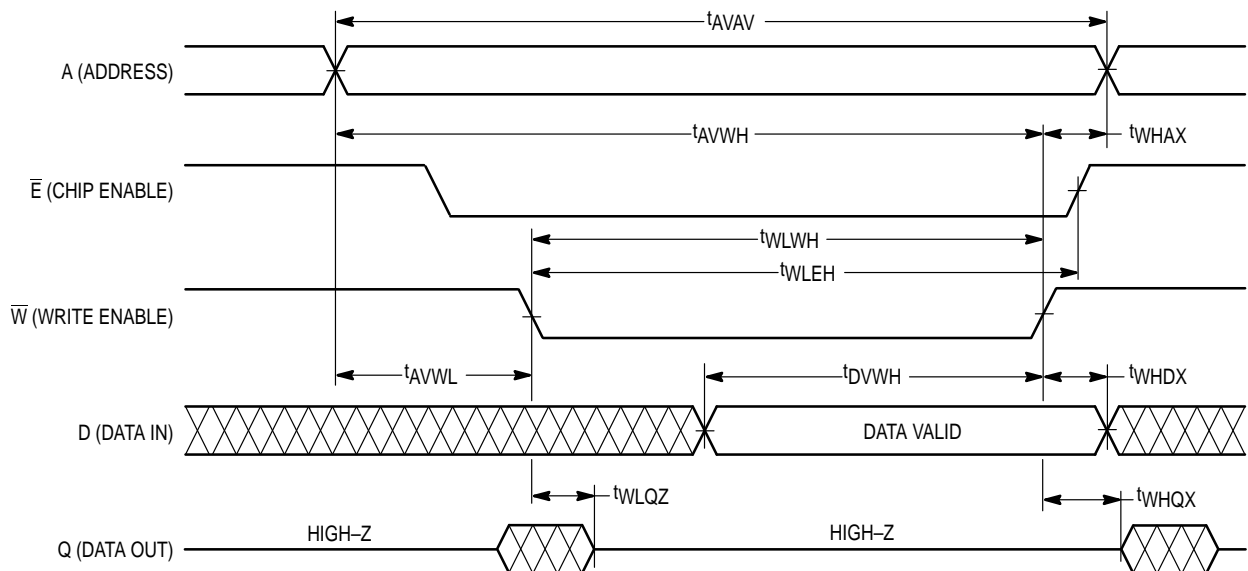 tAVAV
A (ADDRESS)
tAVWH
tWHAX
E̅ (CHIP ENABLE)
tWLWH
tWLEH
W̅ (WRITE ENABLE)
tAVWL
tDVWH
tWHDX
D (DATA IN)
DATA VALID
tWLQZ
tWHQX
Q (DATA OUT)
HIGH–Z
HIGH–Z